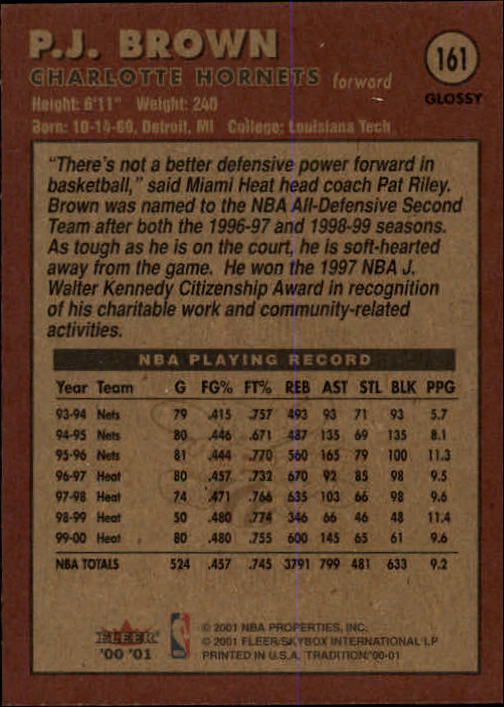 P.J. BROWN
161
CHARLOTTE HORNETS forward
GLOSSY
Height: 6'11" Weight: 240
Born: 10-14-69, Detroit, MI College: Louisiana Tech
"There's not a better defensive power forward in
basketball," said Miami Heat head coach Pat Riley.
Brown was named to the NBA All-Defensive Second
Team after both the 1996-97 and 1998-99 seasons.
As tough as he is on the court, he is soft-hearted
away from the game. He won the 1997 NBA J.
Walter Kennedy Citizenship Award in recognition
of his charitable work and community-related
activities.
NBA PLAYING RECORD
Year Team G FG% FT% REB AST STL BLK PPG
93-94 Nets 79 .415 .757 493 93 71 93 5.7
94-95 Nets 80 .446 .671 487 135 69 135 8.1
95-96 Nets 81 .444 .770 560 165 79 100 11.3
96-97 Heat 80 .457 .732 670 92 85 98 9.5
97-98 Heat 74 .471 .766 635 103 66 98 9.6
98-99 Heat 50 .480 .774 346 66 46 48 11.4
99-00 Heat 80 .480 .755 600 145 65 61 9.6
NBA TOTALS 524 .457 .745 3791 799 481 633 9.2
FLEER
'00 '01
© 2001 NBA PROPERTIES, INC.
© 2001 FLEER/SKYBOX INTERNATIONAL LP
PRINTED IN U.S.A. TRADITION '00-01